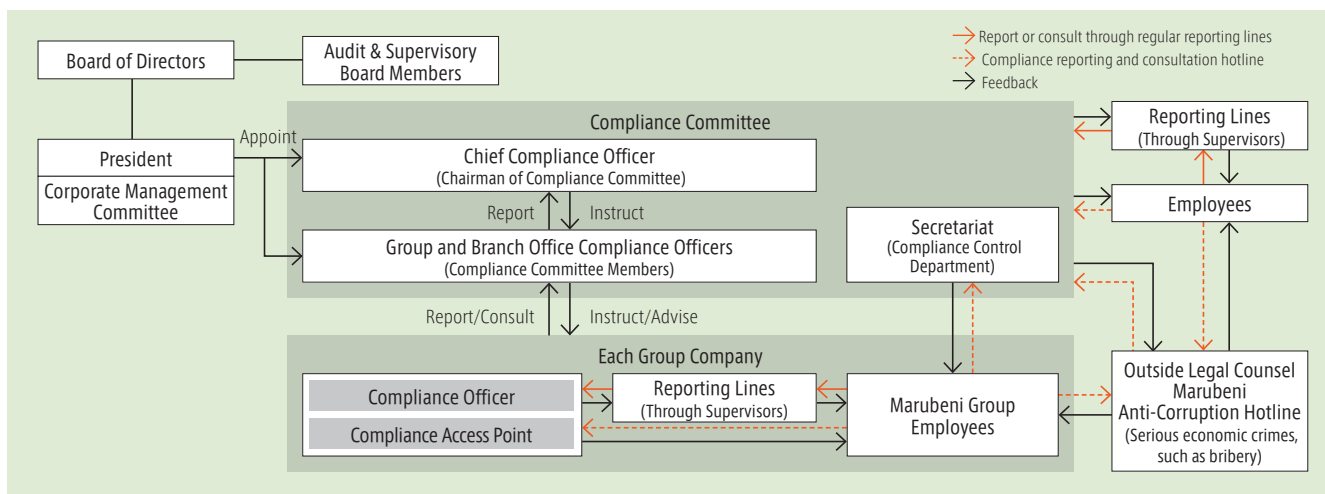 Board of Directors
Audit & Supervisory
Board Members
Report or consult through regular reporting lines
Compliance reporting and consultation hotline
Feedback
President
Corporate Management
Committee
Appoint
Compliance Committee
Chief Compliance Officer
(Chairman of Compliance Committee)
Report
Instruct
Group and Branch Office Compliance Officers
(Compliance Committee Members)
Secretariat
(Compliance Control
Department)
Reporting Lines
(Through Supervisors)
Employees
Report/Consult
Instruct/Advise
Each Group Company
Compliance Officer
Compliance Access Point
Reporting Lines
(Through Supervisors)
Marubeni Group
Employees
Outside Legal Counsel
Marubeni
Anti-Corruption Hotline
(Serious economic crimes,
such as bribery)